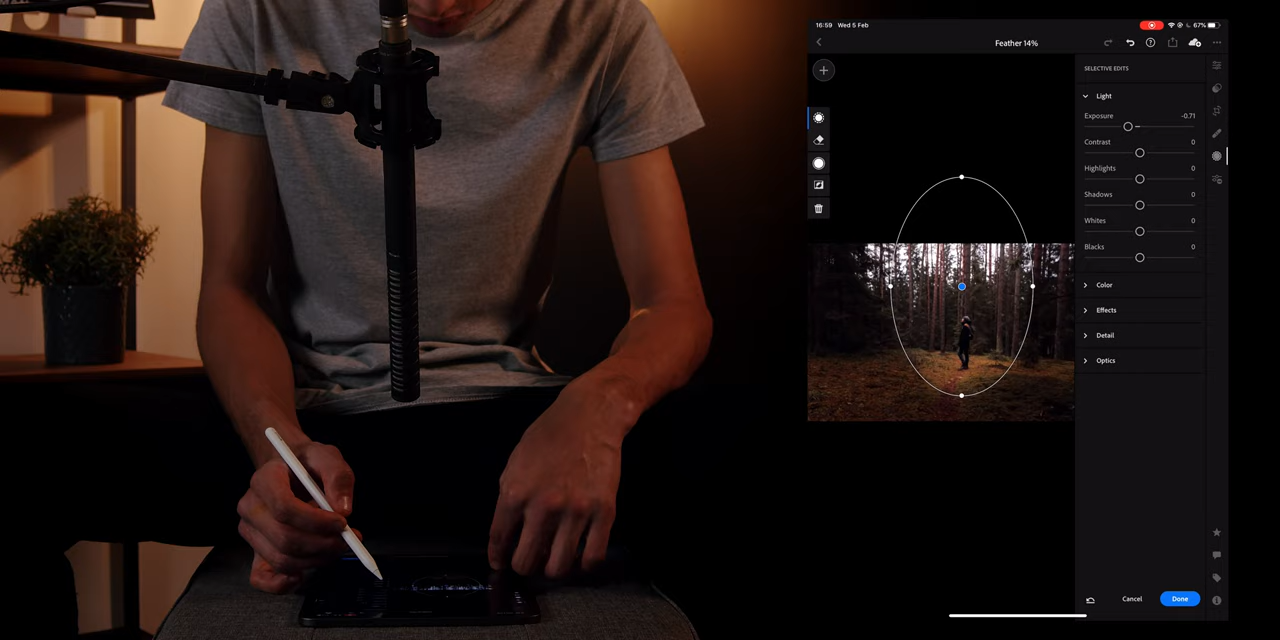 16:59 Wed 5 Feb
67%
Feather 14%
SELECTIVE EDITS
Light
Exposure -0.71
Contrast 0
Highlights 0
Shadows 0
Whites 0
Blacks 0
Color
Effects
Detail
Optics
Cancel Done